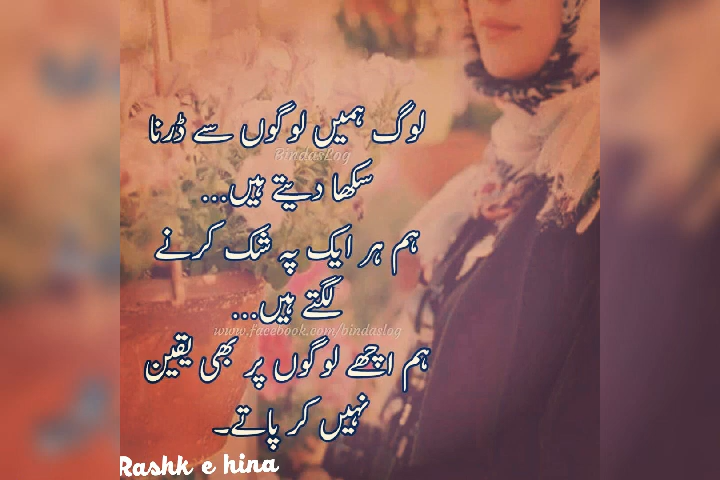 لوگ ہمیں لوگوں سے ڈرنا
BindasLog
سکھا دیتے ہیں...
ہم ہر ایک پہ شک کرنے
لگتے ہیں...
www.facebook.com/bindaslog
ہم اچھے لوگوں پر بھی یقین
نہیں کر پاتے۔
Rashk e hina